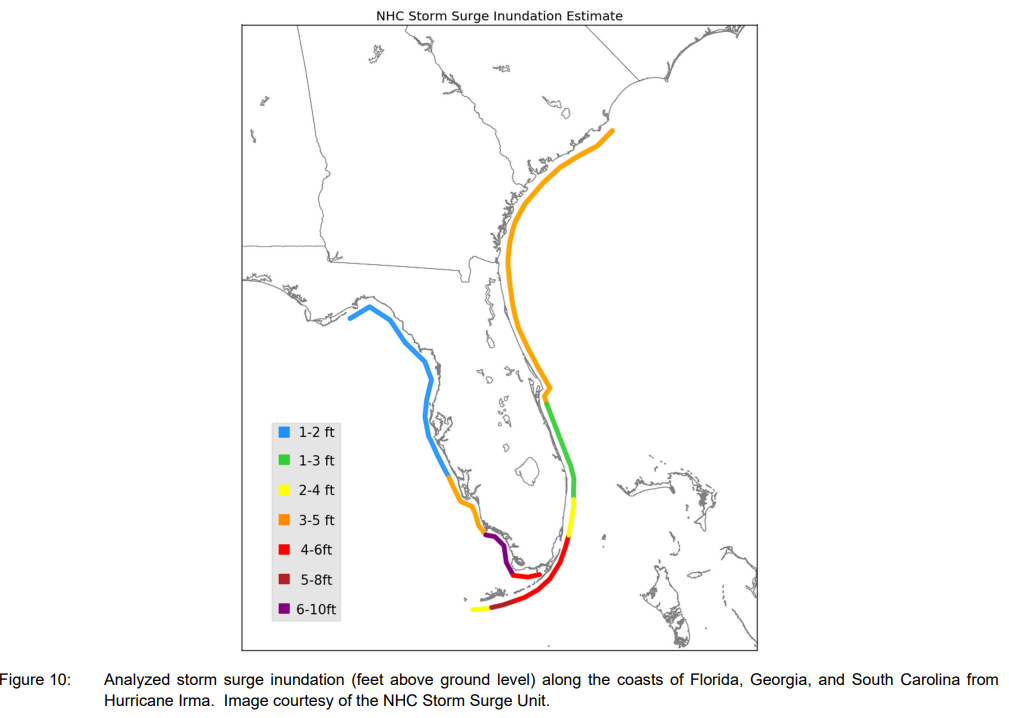 NHC Storm Surge Inundation Estimate
1-2 ft
1-3 ft
2-4 ft
3-5 ft
4-6ft
5-8ft
6-10ft
Figure 10: Analyzed storm surge inundation (feet above ground level) along the coasts of Florida, Georgia, and South Carolina from
Hurricane Irma. Image courtesy of the NHC Storm Surge Unit.